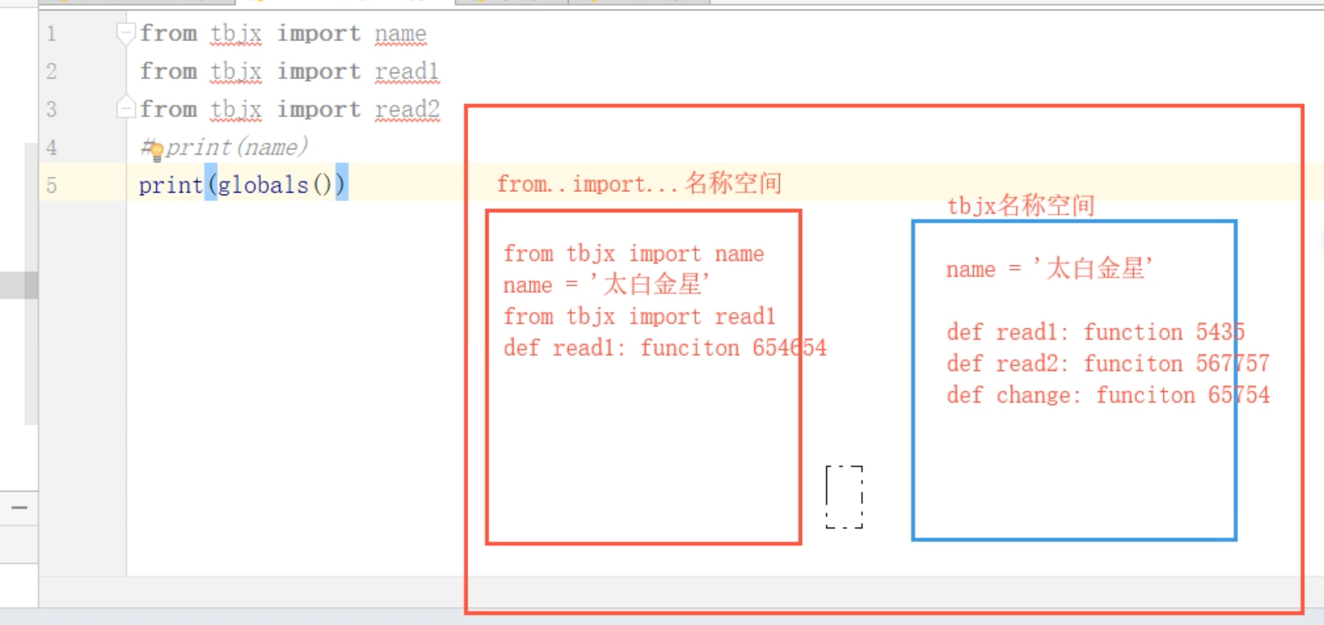 1 from tbjx import name
2 from tbjx import read1
3 from tbjx import read2
4 # print(name)
5 print(globals())
from..import...名称空间
from tbjx import name
name = '太白金星'
from tbjx import read1
def read1: funciton 654654
tbjx名称空间
name = '太白金星'
def read1: function 5435
def read2: funciton 567757
def change: funciton 65754